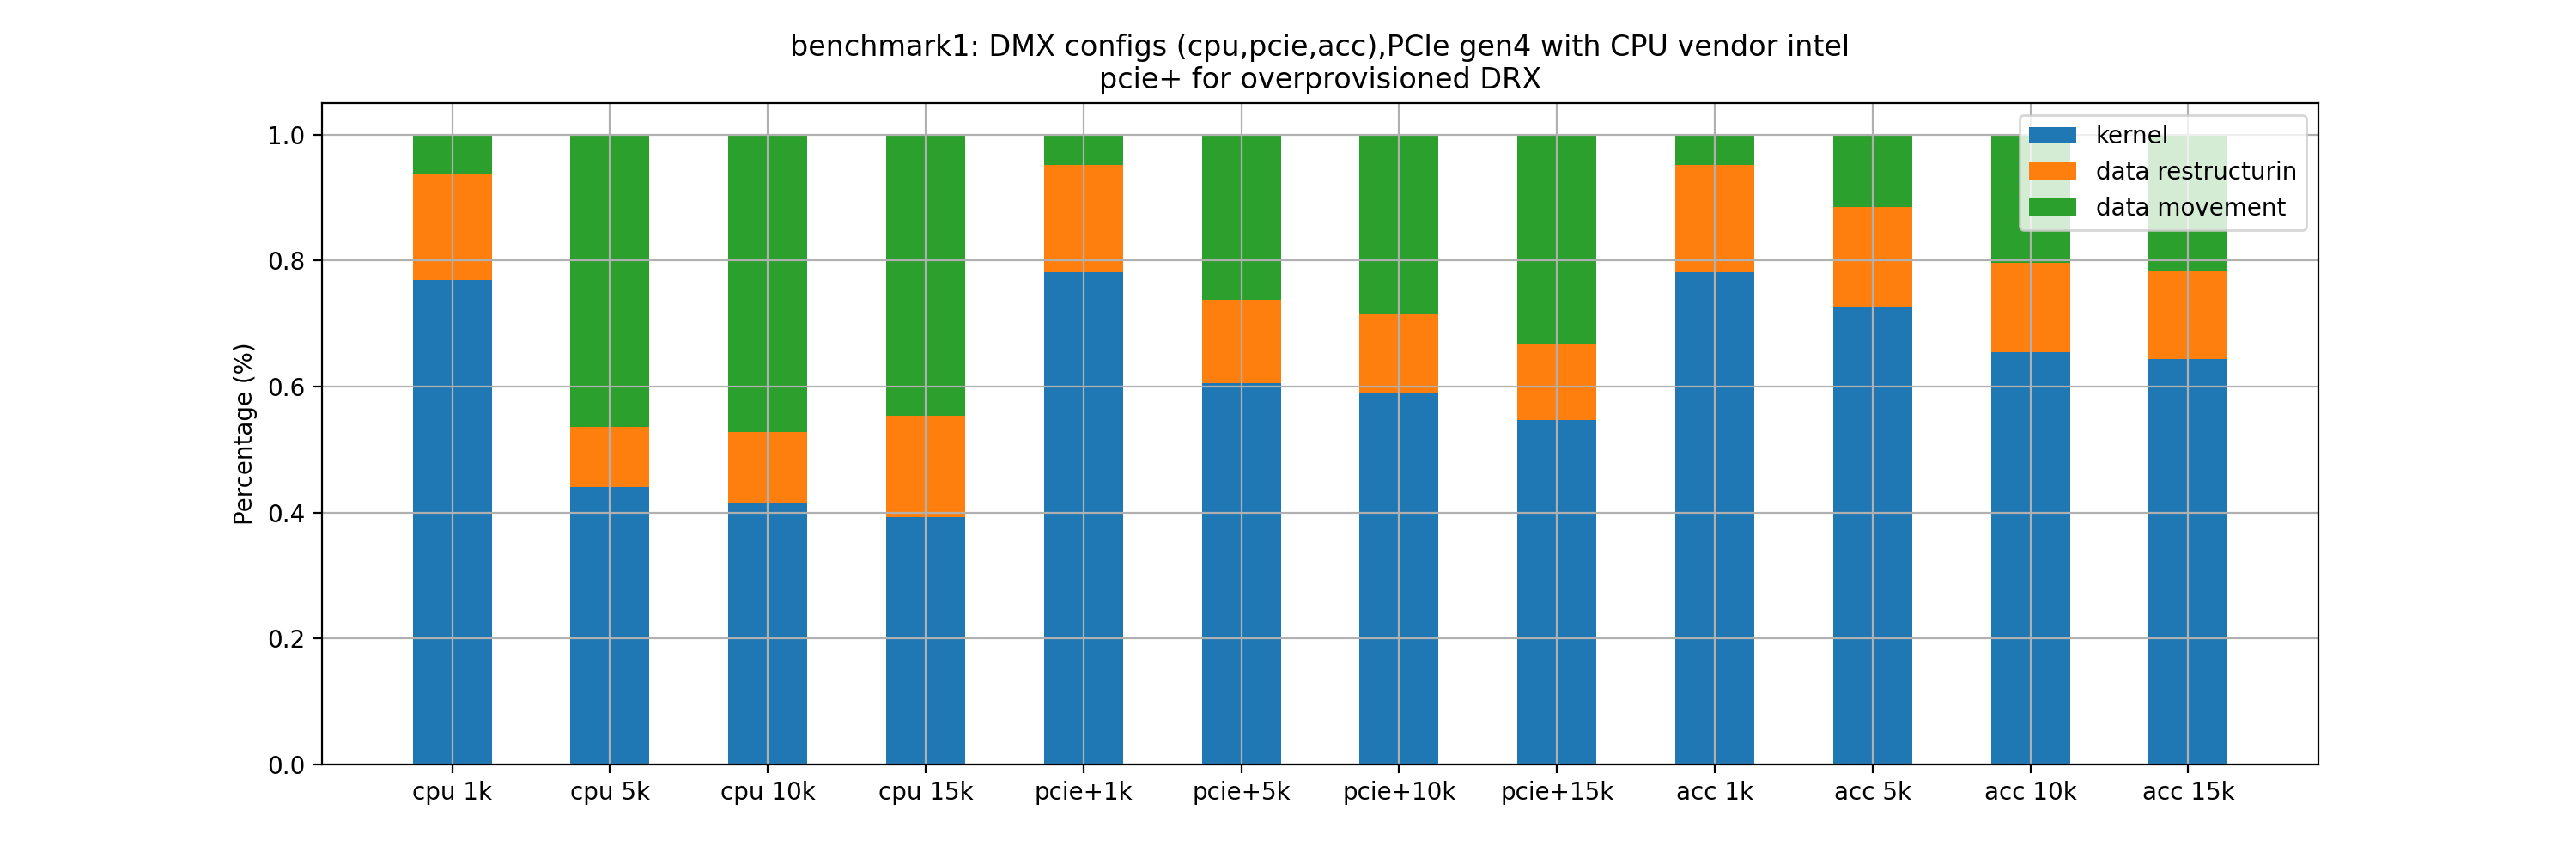 benchmark1: DMX configs (cpu,pcie,acc),PCIe gen4 with CPU vendor intel
pcie+ for overprovisioned DRX
kernel
data restructurin
data movement
Percentage (%)
1.0
0.8
0.6
0.4
0.2
0.0
cpu 1k cpu 5k cpu 10k cpu 15k pcie+1k pcie+5k pcie+10k pcie+15k acc 1k acc 5k acc 10k acc 15k